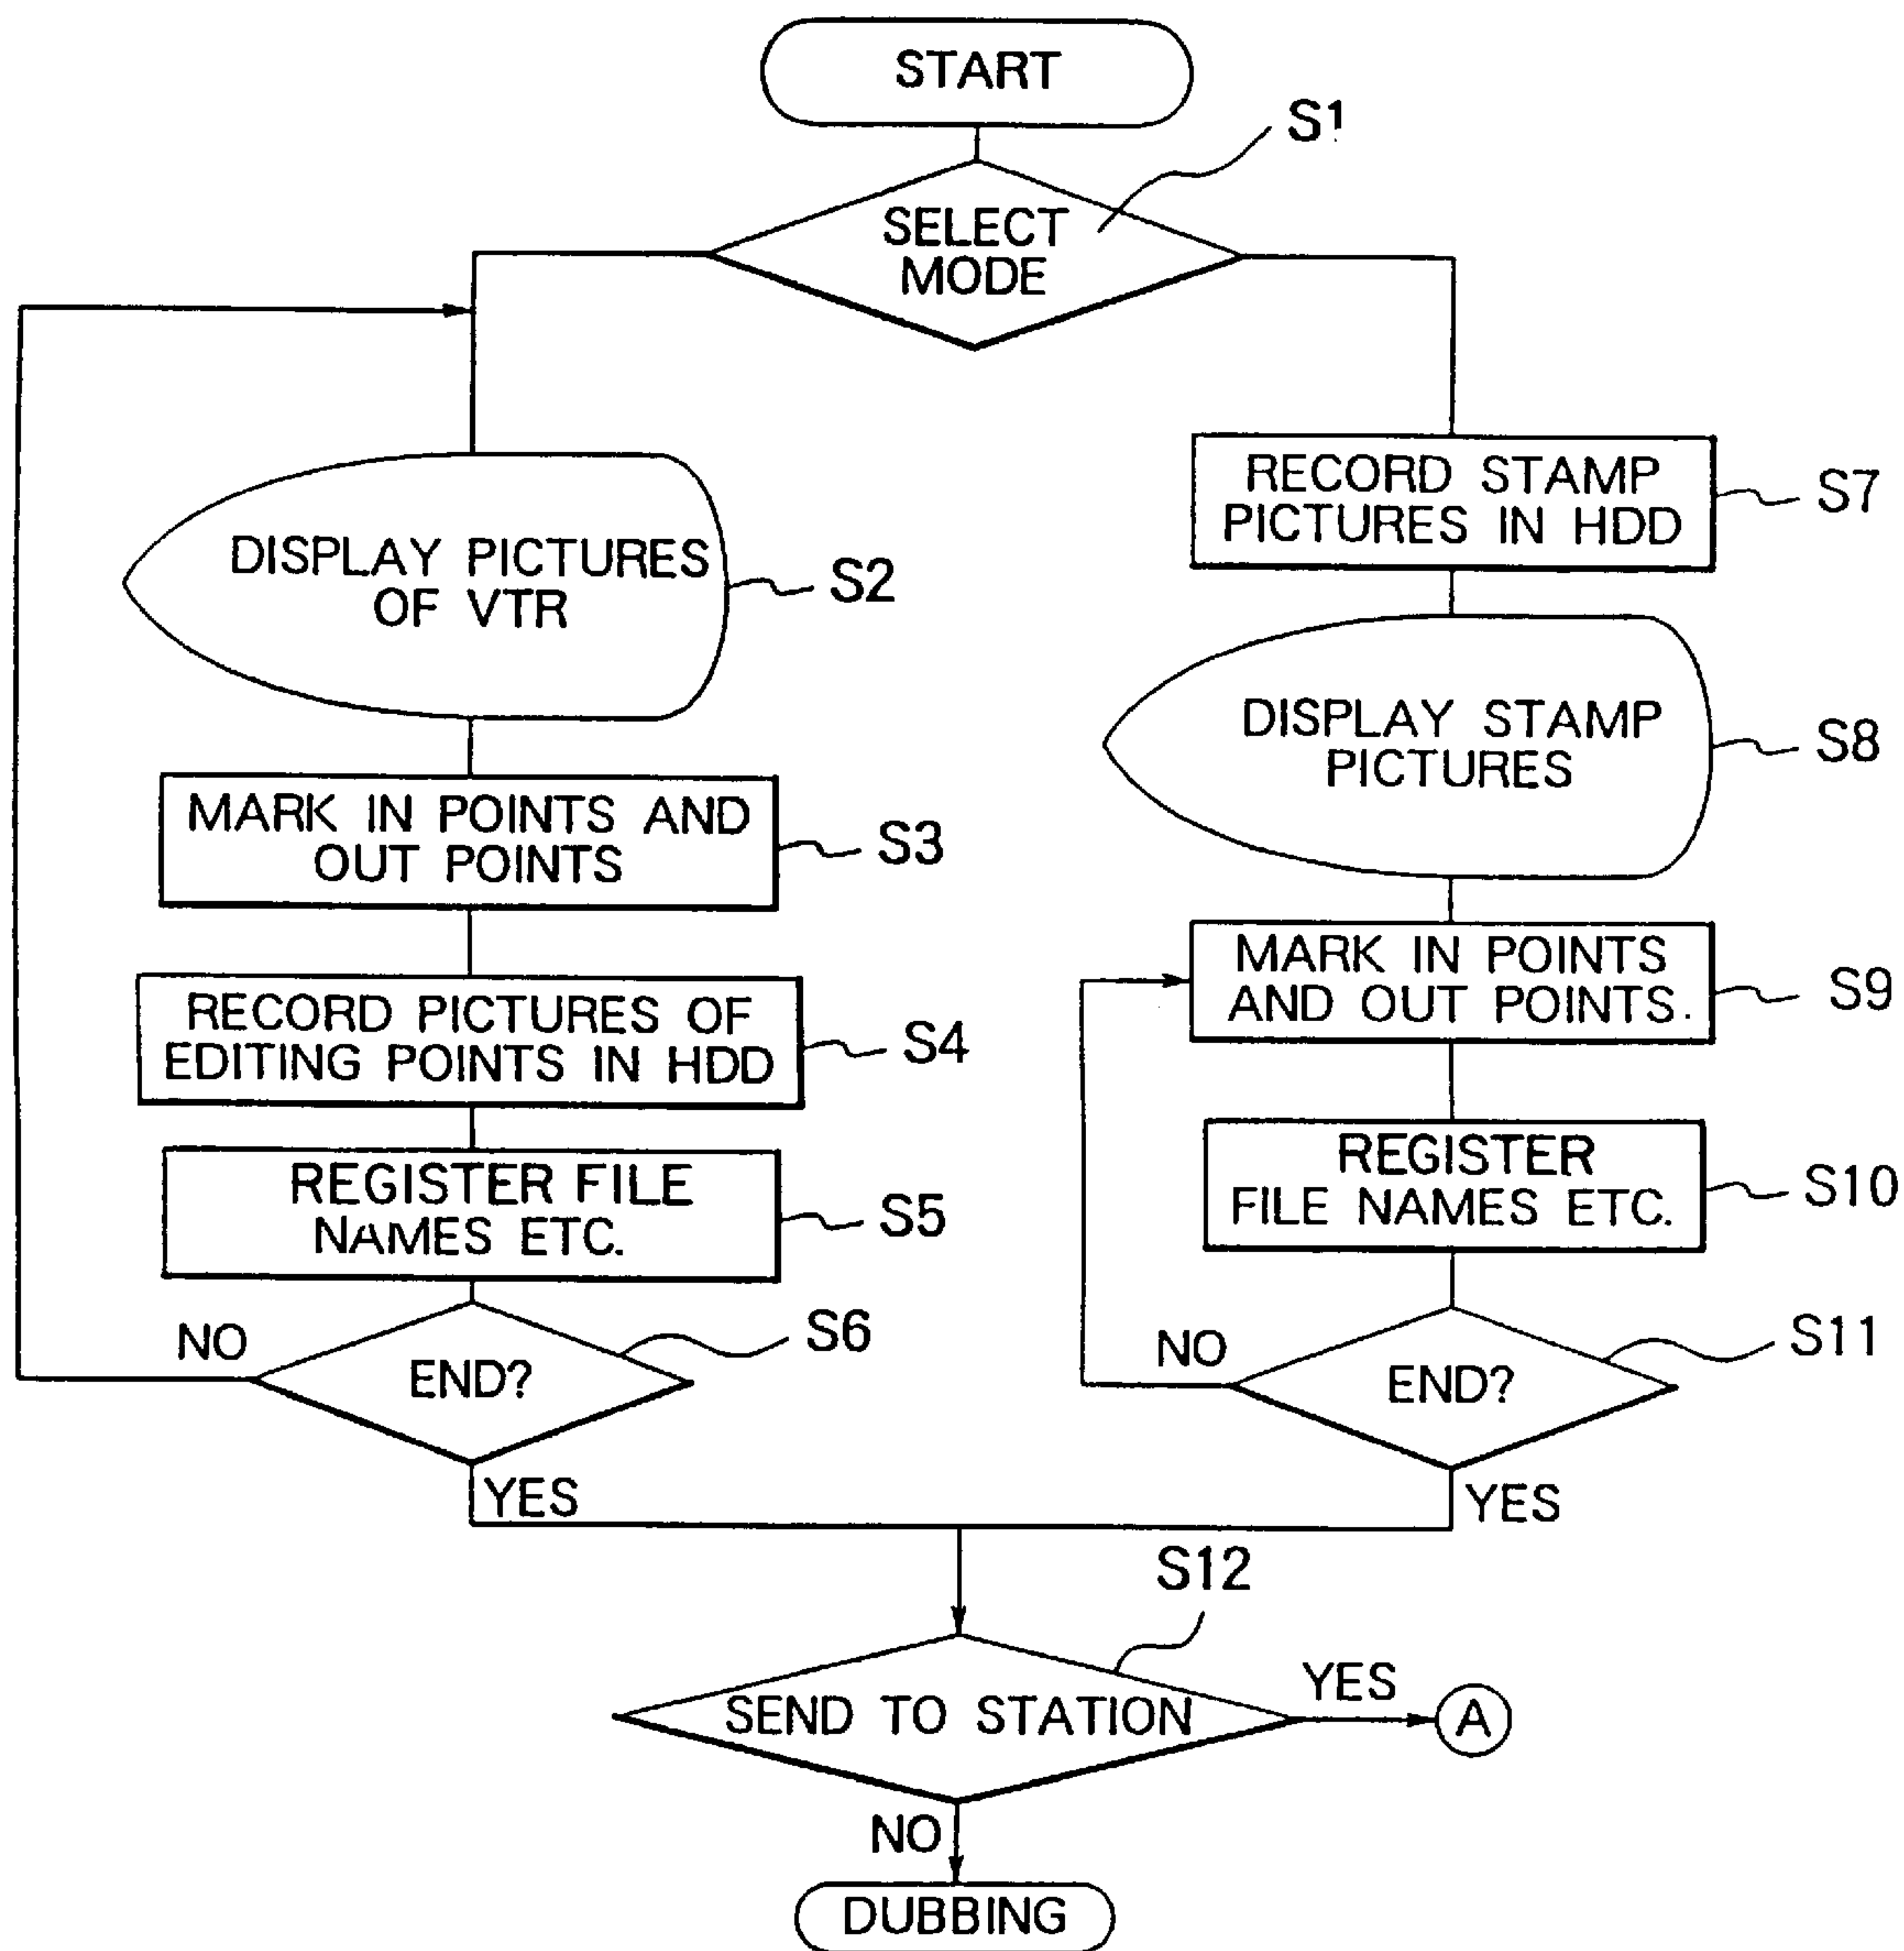 START
S1
SELECT
MODE
DISPLAY PICTURES
OF VTR
S2
MARK IN POINTS AND
OUT POINTS
S3
RECORD PICTURES OF
EDITING POINTS IN HDD
S4
REGISTER FILE
NAMES ETC.
S5
NO
END?
S6
YES
RECORD STAMP
PICTURES IN HDD
S7
DISPLAY STAMP
PICTURES
S8
MARK IN POINTS
AND OUT POINTS.
S9
REGISTER
FILE NAMES ETC.
S10
NO
END?
S11
YES
S12
SEND TO STATION
YES
A
NO
DUBBING